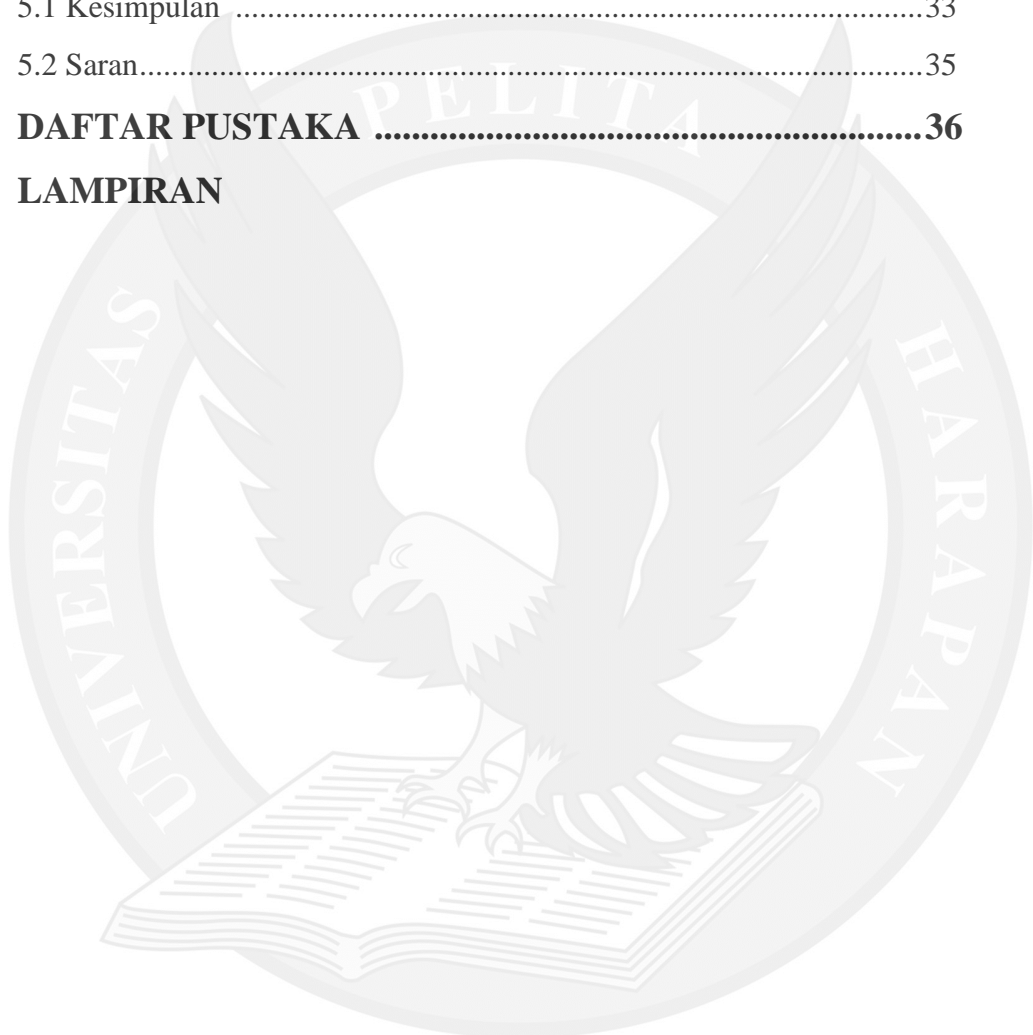 5.1 Kesimpulan ....................................................................................................33
5.2 Saran..............................................................................................................35
DAFTAR PUSTAKA ..........................................................36
LAMPIRAN
UNIVERSITAS PELITA HARAPAN